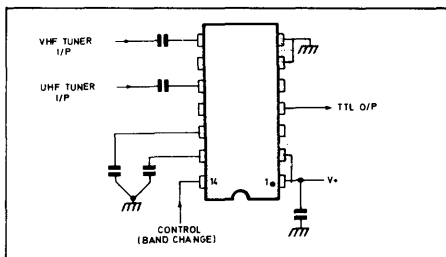 VHF TUNER
I/P
UHF TUNER
I/P
TTL O/P
14
1
V+
CONTROL
(BAND CHANGE)